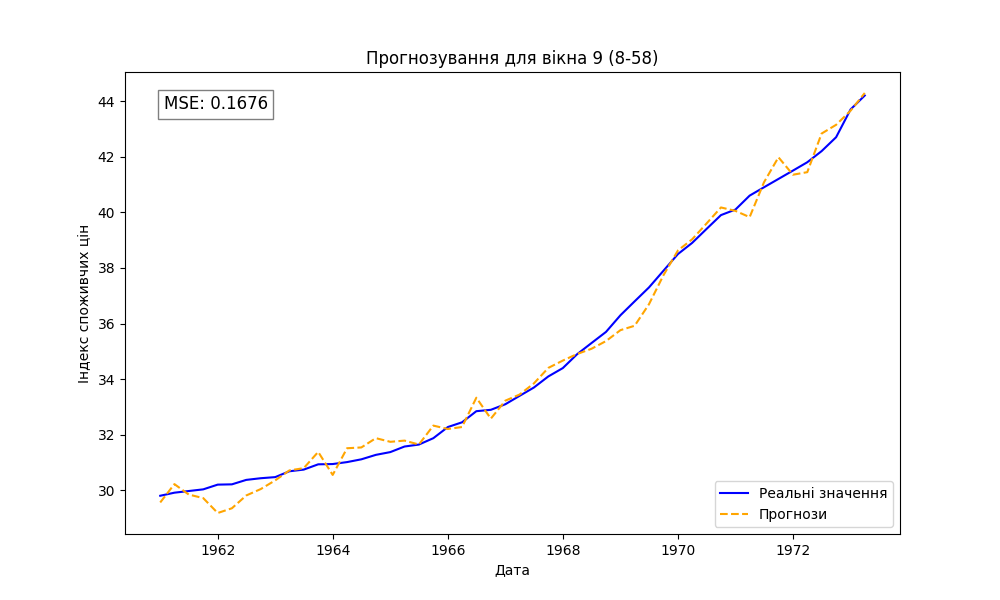 Прогнозування для вікна 9 (8-58)
MSE: 0.1676
Індекс споживчих цін
44
42
40
38
36
34
32
30
1962
1964
1966
1968
1970
1972
Дата
Реальні значення
Прогнози